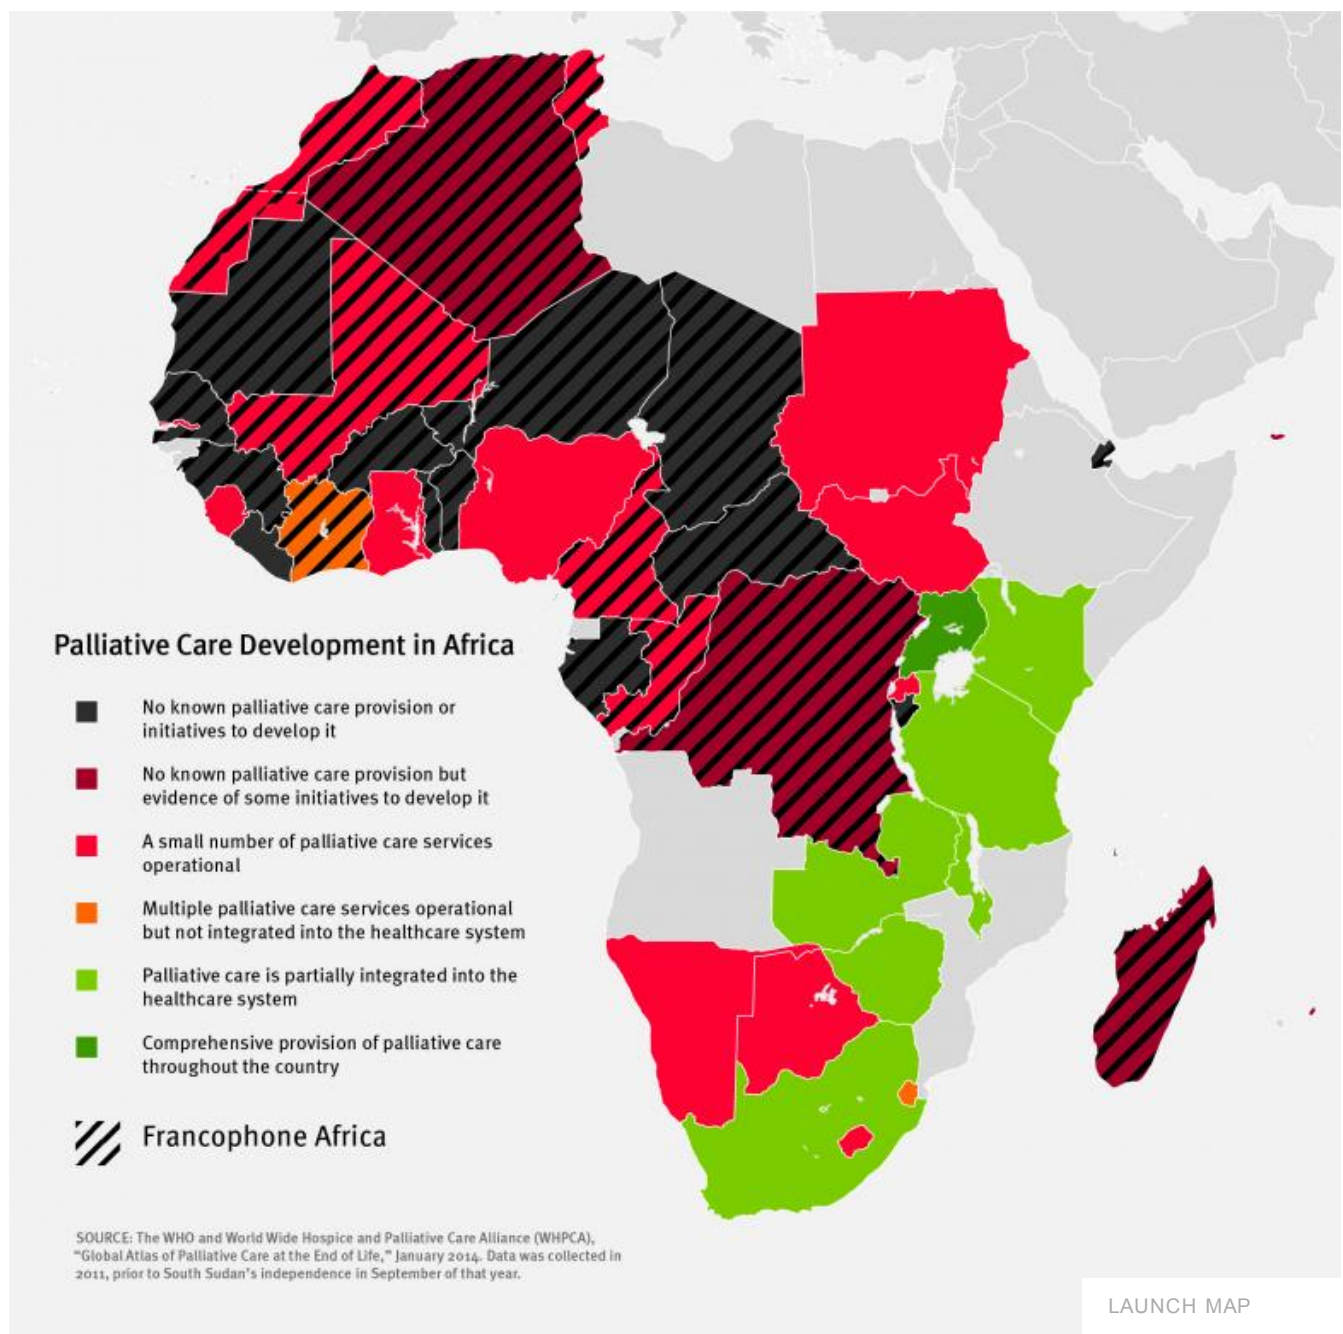 Palliative Care Development in Africa
No known palliative care provision or
initiatives to develop it
No known palliative care provision but
evidence of some initiatives to develop it
A small number of palliative care services
operational
Multiple palliative care services operational
but not integrated into the healthcare system
Palliative care is partially integrated into the
healthcare system
Comprehensive provision of palliative care
throughout the country
Francophone Africa
SOURCE: The WHO and World Wide Hospice and Palliative Care Alliance (WHPCA),
"Global Atlas of Palliative Care at the End of Life," January 2014. Data was collected in
2011, prior to South Sudan's independence in September of that year.
LAUNCH MAP